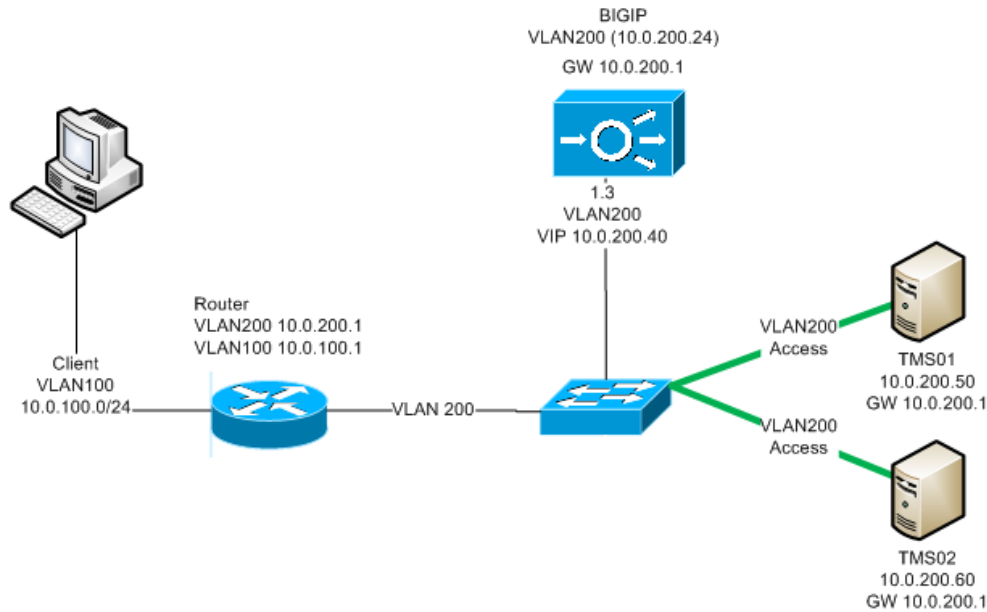 BIGIP
VLAN200 (10.0.200.24)
GW 10.0.200.1
1.3
VLAN200
VIP 10.0.200.40
Router
VLAN200 10.0.200.1
VLAN100 10.0.100.1
Client
VLAN100
10.0.100.0/24
VLAN 200
VLAN200
Access
TMS01
10.0.200.50
GW 10.0.200.1
VLAN200
Access
TMS02
10.0.200.60
GW 10.0.200.1